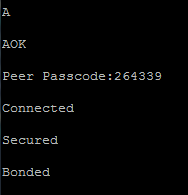 A
AOK
Peer Passcode:264339
Connected
Secured
Bonded